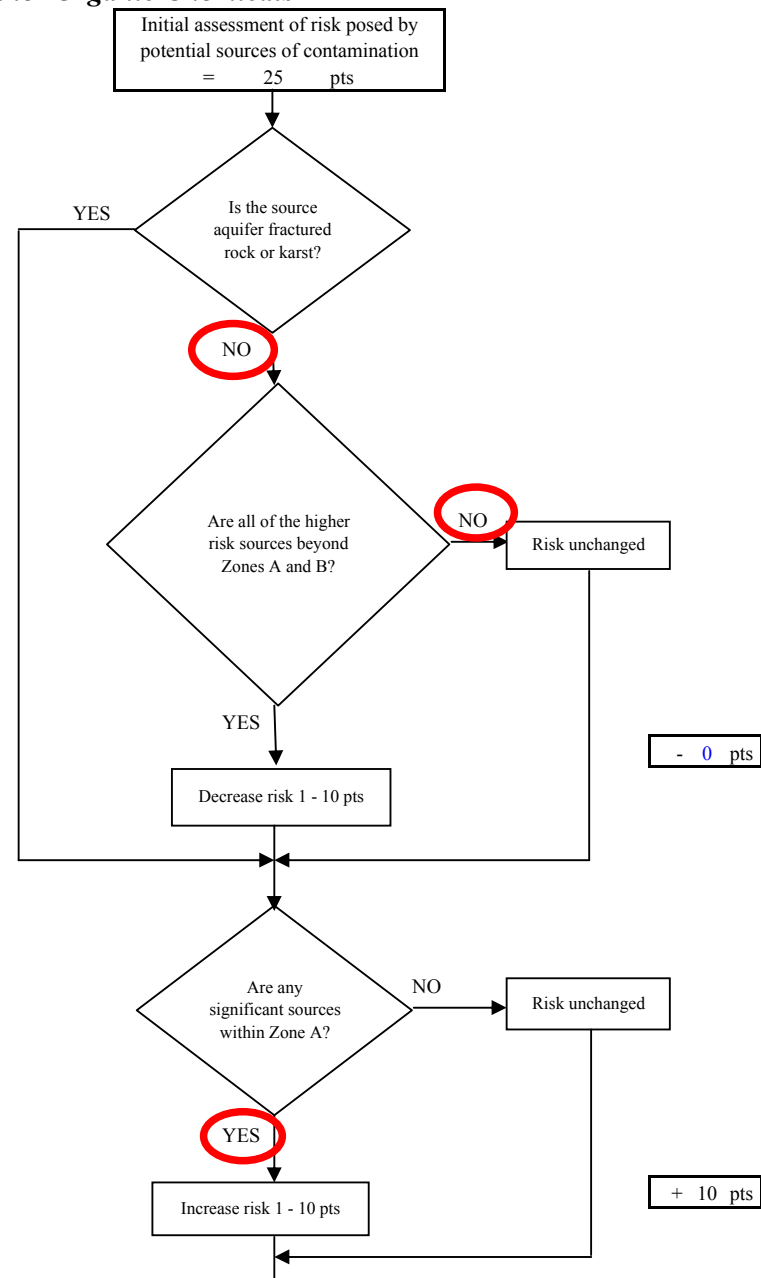 Initial assessment of risk posed by
potential sources of contamination
= 25 pts
YES
Is the source
aquifer fractured
rock or karst?
NO
Are all of the higher
risk sources beyond
Zones A and B?
NO
Risk unchanged
YES
- 0 pts
Decrease risk 1 - 10 pts
Are any
significant sources
within Zone A?
NO
Risk unchanged
YES
Increase risk 1 - 10 pts
+ 10 pts